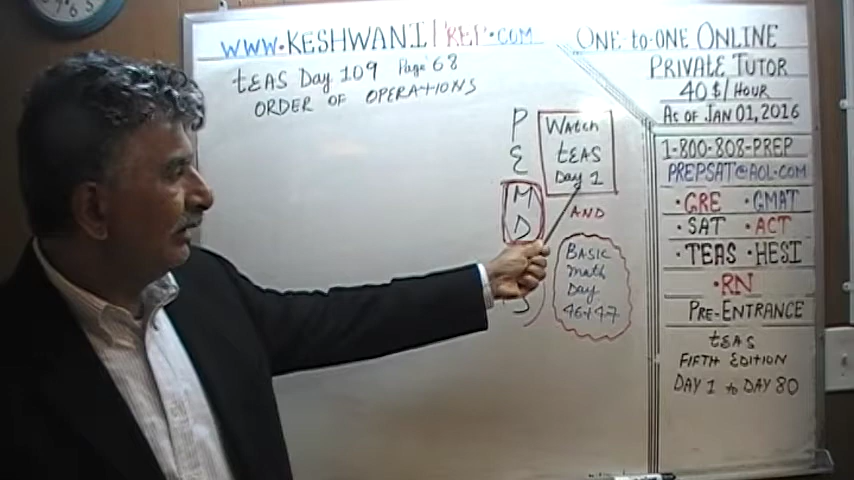 WWW.KESHWANIPREP.COM
tEAS Day 109 Page 68
ORDER OF OPERATIONS
P
E
M
D
S
Watch
tEAS
Day 1
AND
BASIC
math
Day
46+47
ONE-to-ONE ONLINE
PRIVATE TUTOR
40 $/HOUR
As OF JAN 01, 2016
1-800-808-PREP
PREPSAT@AOL.COM
•GRE •GMAT
•SAT •ACT
•TEAS •HESI
•RN
PRE-ENTRANCE
tEAS
FIFTH EDITION
DAY 1 to DAY 80